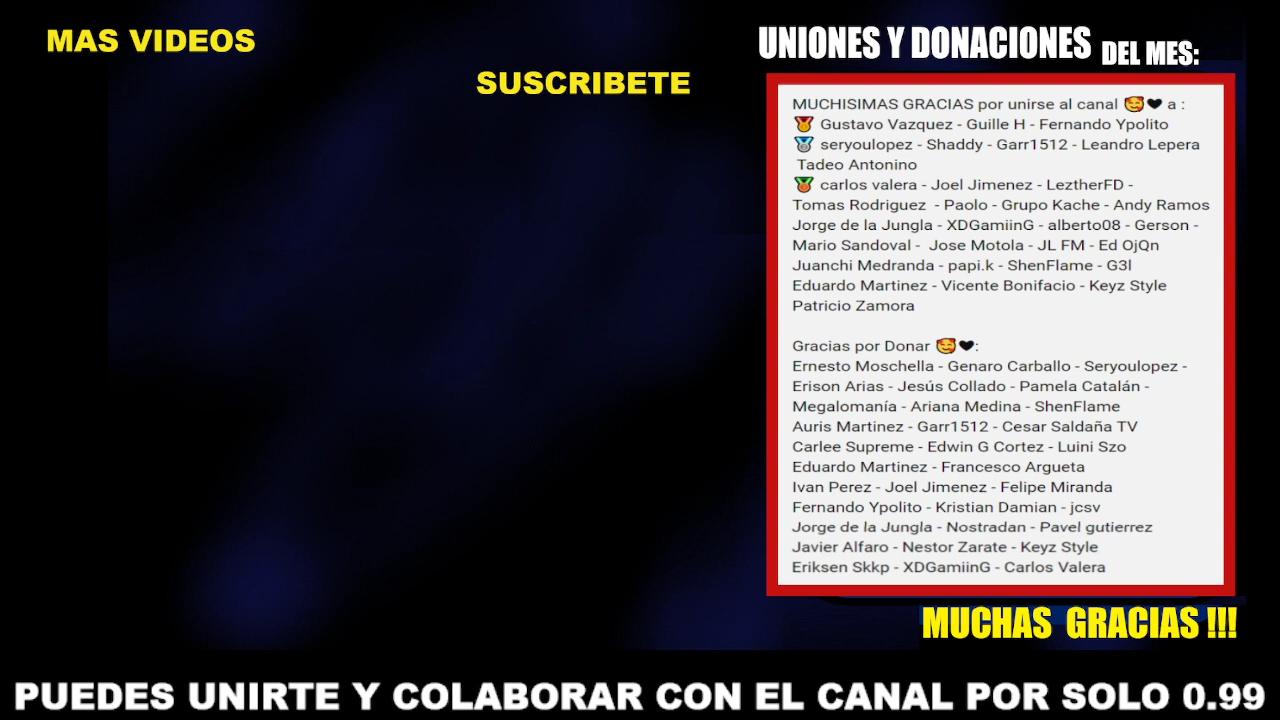 MAS VIDEOS
SUSCRIBETE
UNIONES Y DONACIONES DEL MES:
MUCHISIMAS GRACIAS por unirse al canal 🥰🖤 a :
🥇 Gustavo Vazquez - Guille H - Fernando Ypolito
🥈 seryoulopez - Shaddy - Garr1512 - Leandro Lepera
Tadeo Antonino
🥉 carlos valera - Joel Jimenez - LeztherFD -
Tomas Rodriguez - Paolo - Grupo Kache - Andy Ramos
Jorge de la Jungla - XDGamiinG - alberto08 - Gerson -
Mario Sandoval - Jose Motola - JL FM - Ed OjQn
Juanchi Medranda - papi.k - ShenFlame - G3l
Eduardo Martinez - Vicente Bonifacio - Keyz Style
Patricio Zamora
Gracias por Donar 🥰🖤:
Ernesto Moschella - Genaro Carballo - Seryoulopez -
Erison Arias - Jesús Collado - Pamela Catalán -
Megalomanía - Ariana Medina - ShenFlame
Auris Martinez - Garr1512 - Cesar Saldaña TV
Carlee Supreme - Edwin G Cortez - Luini Szo
Eduardo Martinez - Francesco Argueta
Ivan Perez - Joel Jimenez - Felipe Miranda
Fernando Ypolito - Kristian Damian - jcsv
Jorge de la Jungla - Nostradan - Pavel gutierrez
Javier Alfaro - Nestor Zarate - Keyz Style
Eriksen Skkp - XDGamiinG - Carlos Valera
MUCHAS GRACIAS !!!
PUEDES UNIRTE Y COLABORAR CON EL CANAL POR SOLO 0.99